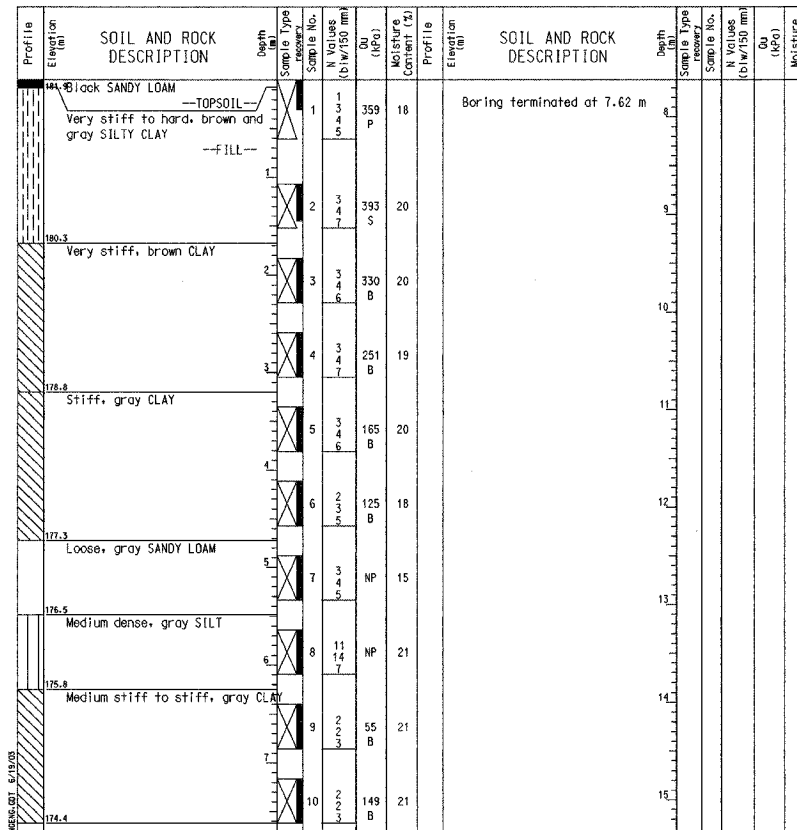 Profile
Elevation (m)
SOIL AND ROCK
DESCRIPTION
Depth (m)
Sample Type
recovery
Sample No.
N Values
(blw/150 mm)
Qu
(kPa)
Moisture
Content (%)
Profile
Elevation (m)
SOIL AND ROCK
DESCRIPTION
Depth (m)
Sample Type
recovery
Sample No.
N Values
(blw/150 mm)
Qu
(kPa)
Moisture
181.9 Black SANDY LOAM
--TOPSOIL--
Very stiff to hard, brown and
gray SILTY CLAY
--FILL--
1 1 3 4 5 359 P 18
1
2 3 4 7 393 S 20
180.3
Very stiff, brown CLAY
2
3 3 4 6 330 B 20
4 3 4 7 251 B 19
3
178.8
Stiff, gray CLAY
5 3 4 6 165 B 20
4
6 2 3 5 125 B 18
177.3
Loose, gray SANDY LOAM
5
7 3 4 5 NP 15
176.5
Medium dense, gray SILT
8 11 14 7 NP 21
6
175.8
Medium stiff to stiff, gray CLAY
9 2 2 3 55 B 21
7
10 2 2 3 149 B 21
174.4
Boring terminated at 7.62 m
8
9
10
11
12
13
14
15
6/19/03